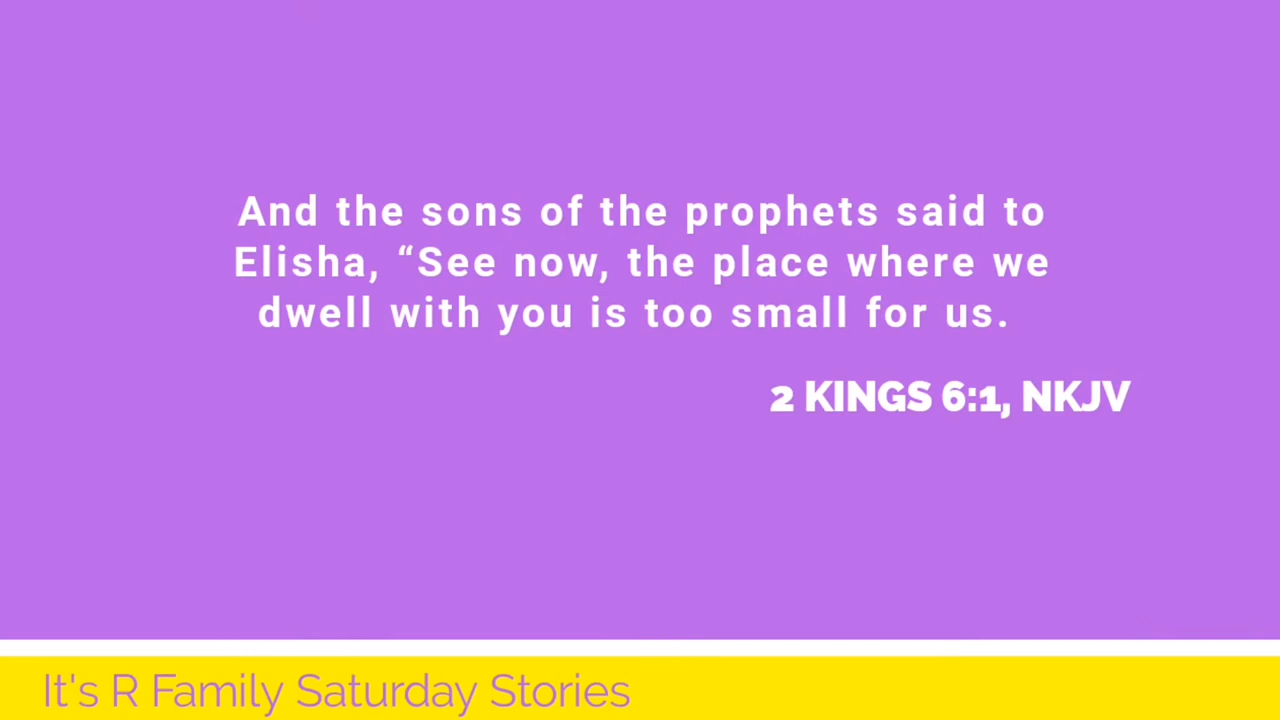 And the sons of the prophets said to
Elisha, “See now, the place where we
dwell with you is too small for us.
2 KINGS 6:1, NKJV
It's R Family Saturday Stories